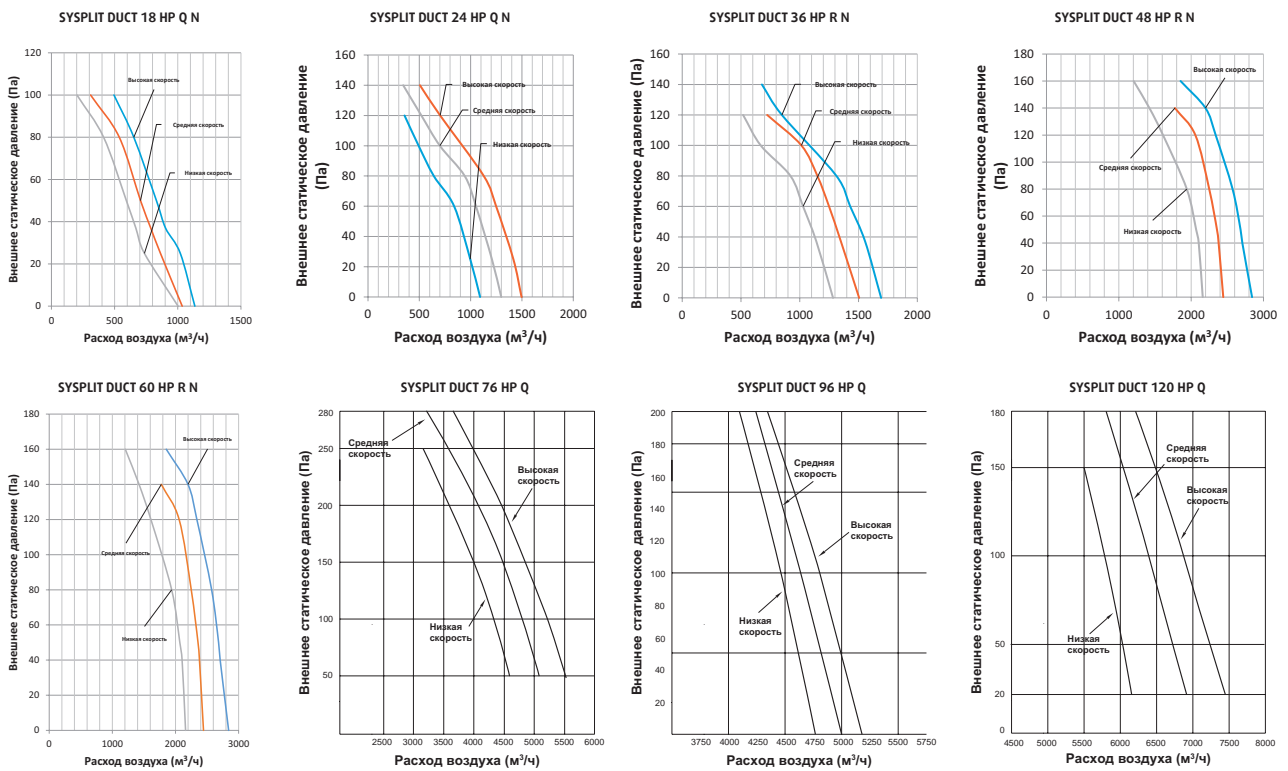 SYSPLIT DUCT 18 HP Q N
Внешнее статическое давление (Па)
120
100
80
60
40
20
0
Высокая скорость
Средняя скорость
Низкая скорость
0 500 1000 1500
Расход воздуха (м³/ч)
SYSPLIT DUCT 24 HP Q N
Внешнее статическое давление
(Па)
160
140
120
100
80
60
40
20
0
Высокая скорость
Средняя скорость
Низкая скорость
0 500 1000 1500 2000
Расход воздуха (м³/ч)
SYSPLIT DUCT 36 HP R N
Внешнее статическое давление (Па)
160
140
120
100
80
60
40
20
0
Высокая скорость
Средняя скорость
Низкая скорость
0 500 1000 1500 2000
Расход воздуха (м³/ч)
SYSPLIT DUCT 48 HP R N
Внешнее статическое давление
(Па)
180
160
140
120
100
80
60
40
20
0
Высокая скорость
Средняя скорость
Низкая скорость
0 1000 2000 3000
Расход воздуха (м³/ч)
SYSPLIT DUCT 60 HP R N
Внешнее статическое давление (Па)
180
160
140
120
100
80
60
40
20
0
Высокая скорость
Средняя скорость
Низкая скорость
0 1000 2000 3000
Расход воздуха (м³/ч)
SYSPLIT DUCT 76 HP Q
Внешнее статическое давление (Па)
280
250
200
150
100
50
Средняя
скорость
Высокая
скорость
Низкая
скорость
2500 3000 3500 4000 4500 5000 5500 6000
Расход воздуха (м³/ч)
SYSPLIT DUCT 96 HP Q
Внешнее статическое давление (Па)
200
180
160
140
120
100
80
60
40
20
Средняя
скорость
Высокая
скорость
Низкая
скорость
3750 4000 4250 4500 4750 5000 5250 5500 5750
Расход воздуха (м³/ч)
SYSPLIT DUCT 120 HP Q
Внешнее статическое давление (Па)
180
150
100
50
20
0
Средняя
скорость
Высокая
скорость
Низкая
скорость
4500 5000 5500 6000 6500 7000 7500 8000
Расход воздуха (м³/ч)